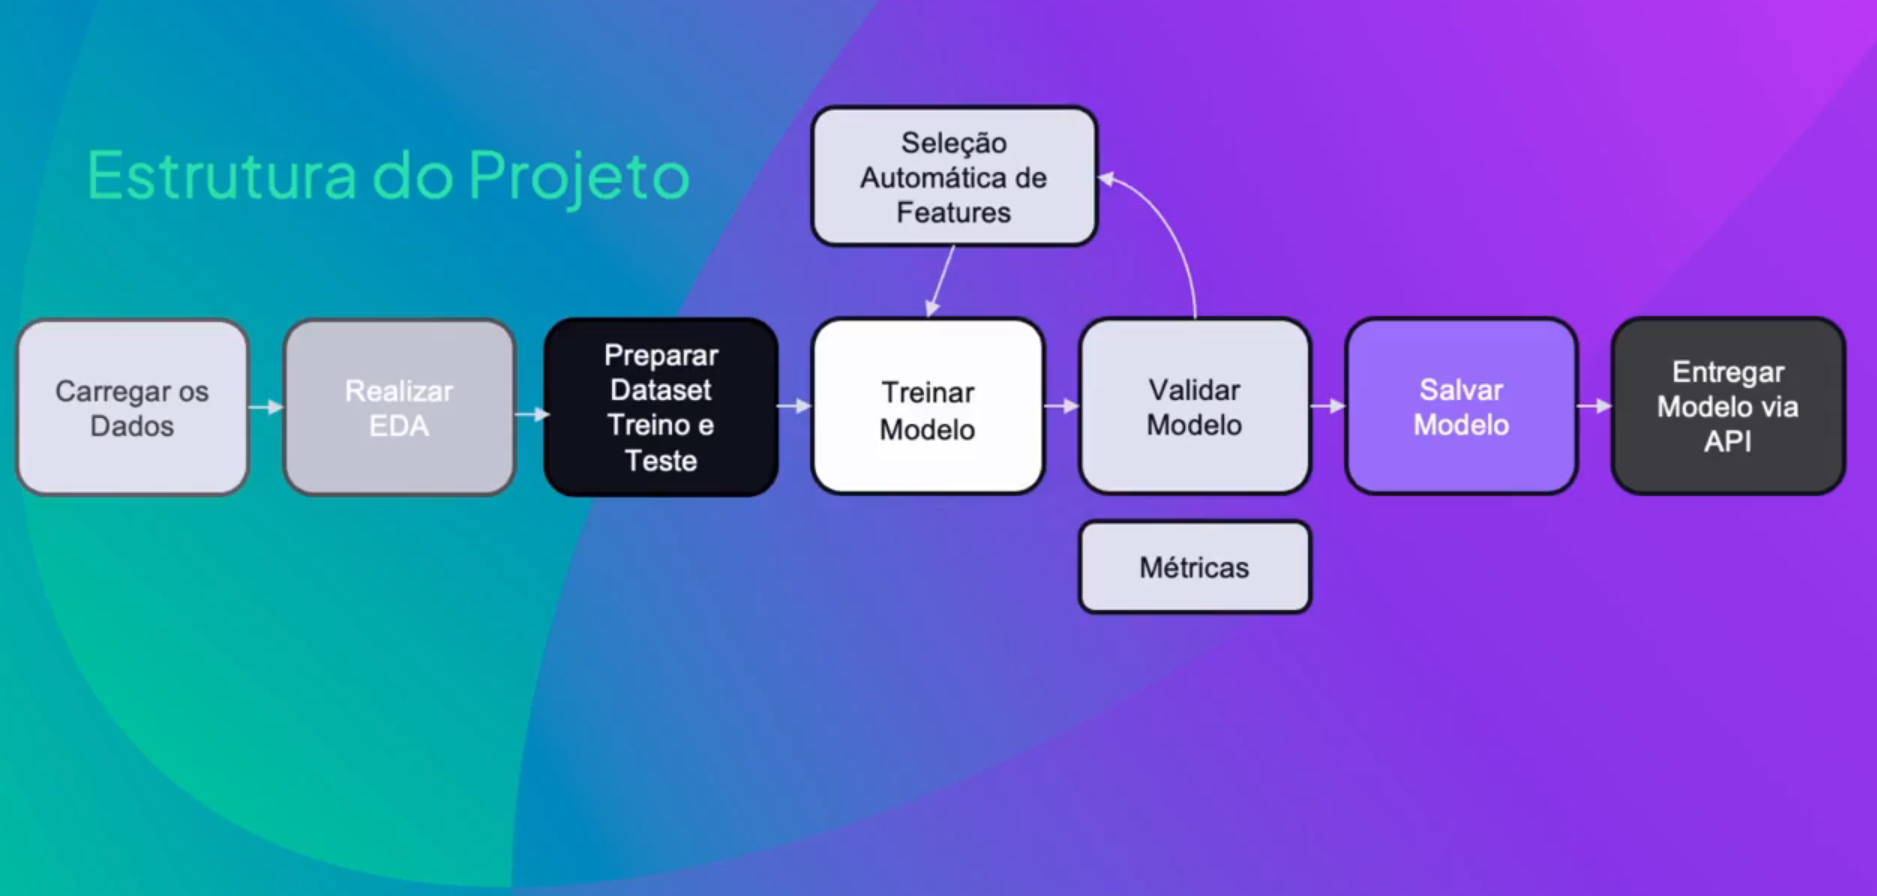 Estrutura do Projeto
Seleção
Automática de
Features
Carregar os
Dados
Realizar
EDA
Preparar
Dataset
Treino e
Teste
Treinar
Modelo
Validar
Modelo
Salvar
Modelo
Entregar
Modelo via
API
Métricas